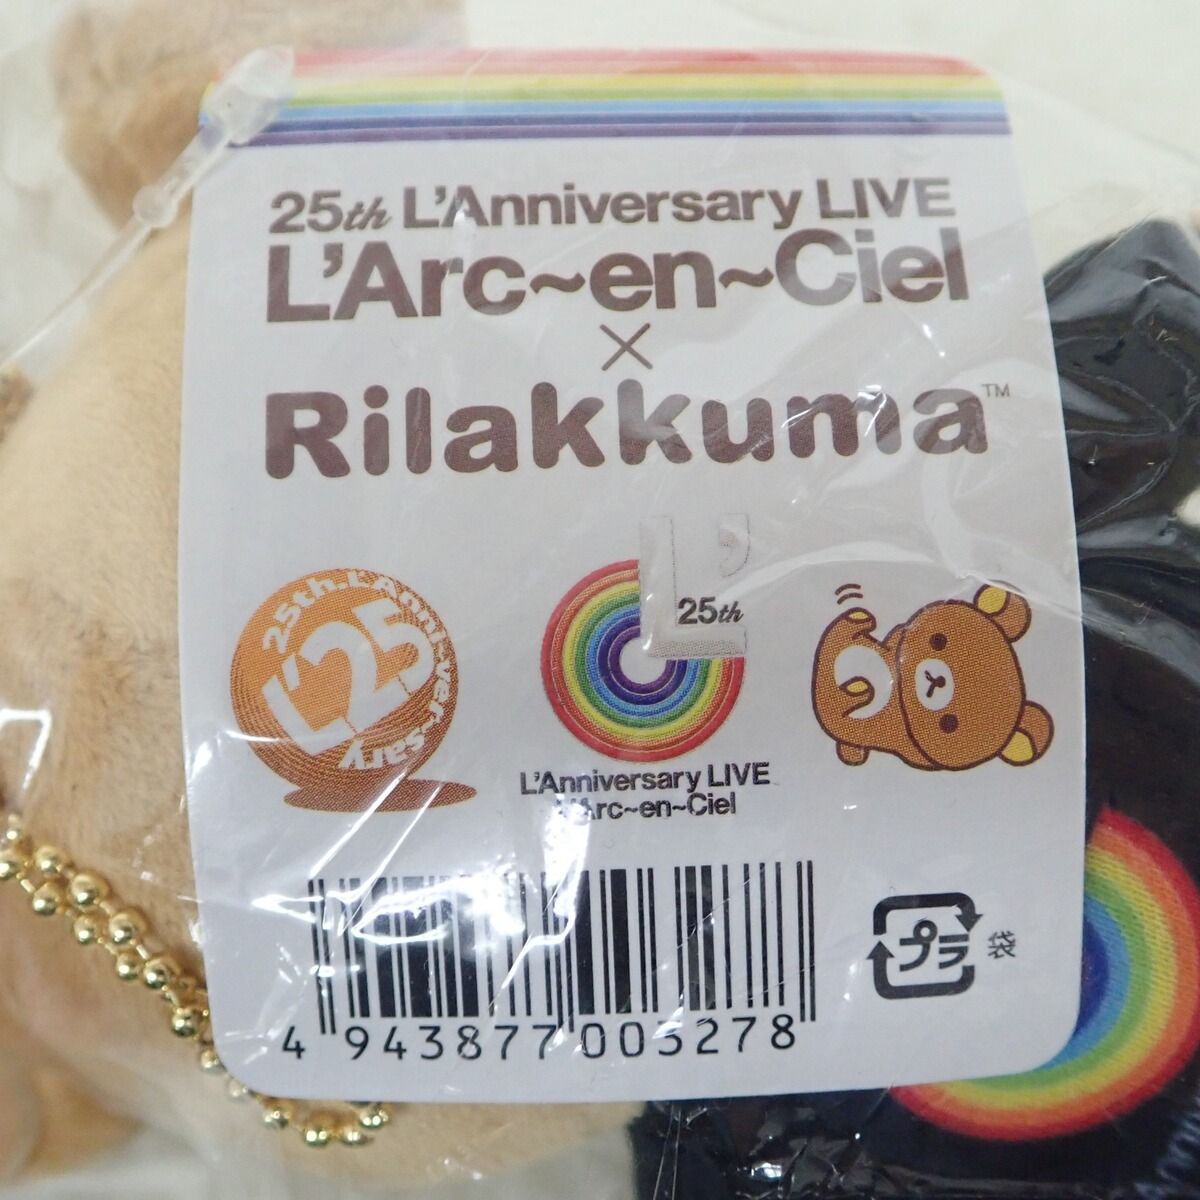 25th L'Anniversary LIVE
L'Arc~en~Ciel
×
Rilakkuma™
25th L'Anniversary
L'25
L'
25th
L'Anniversary LIVE
L'Arc~en~Ciel
プラ 袋
4 943877 003278